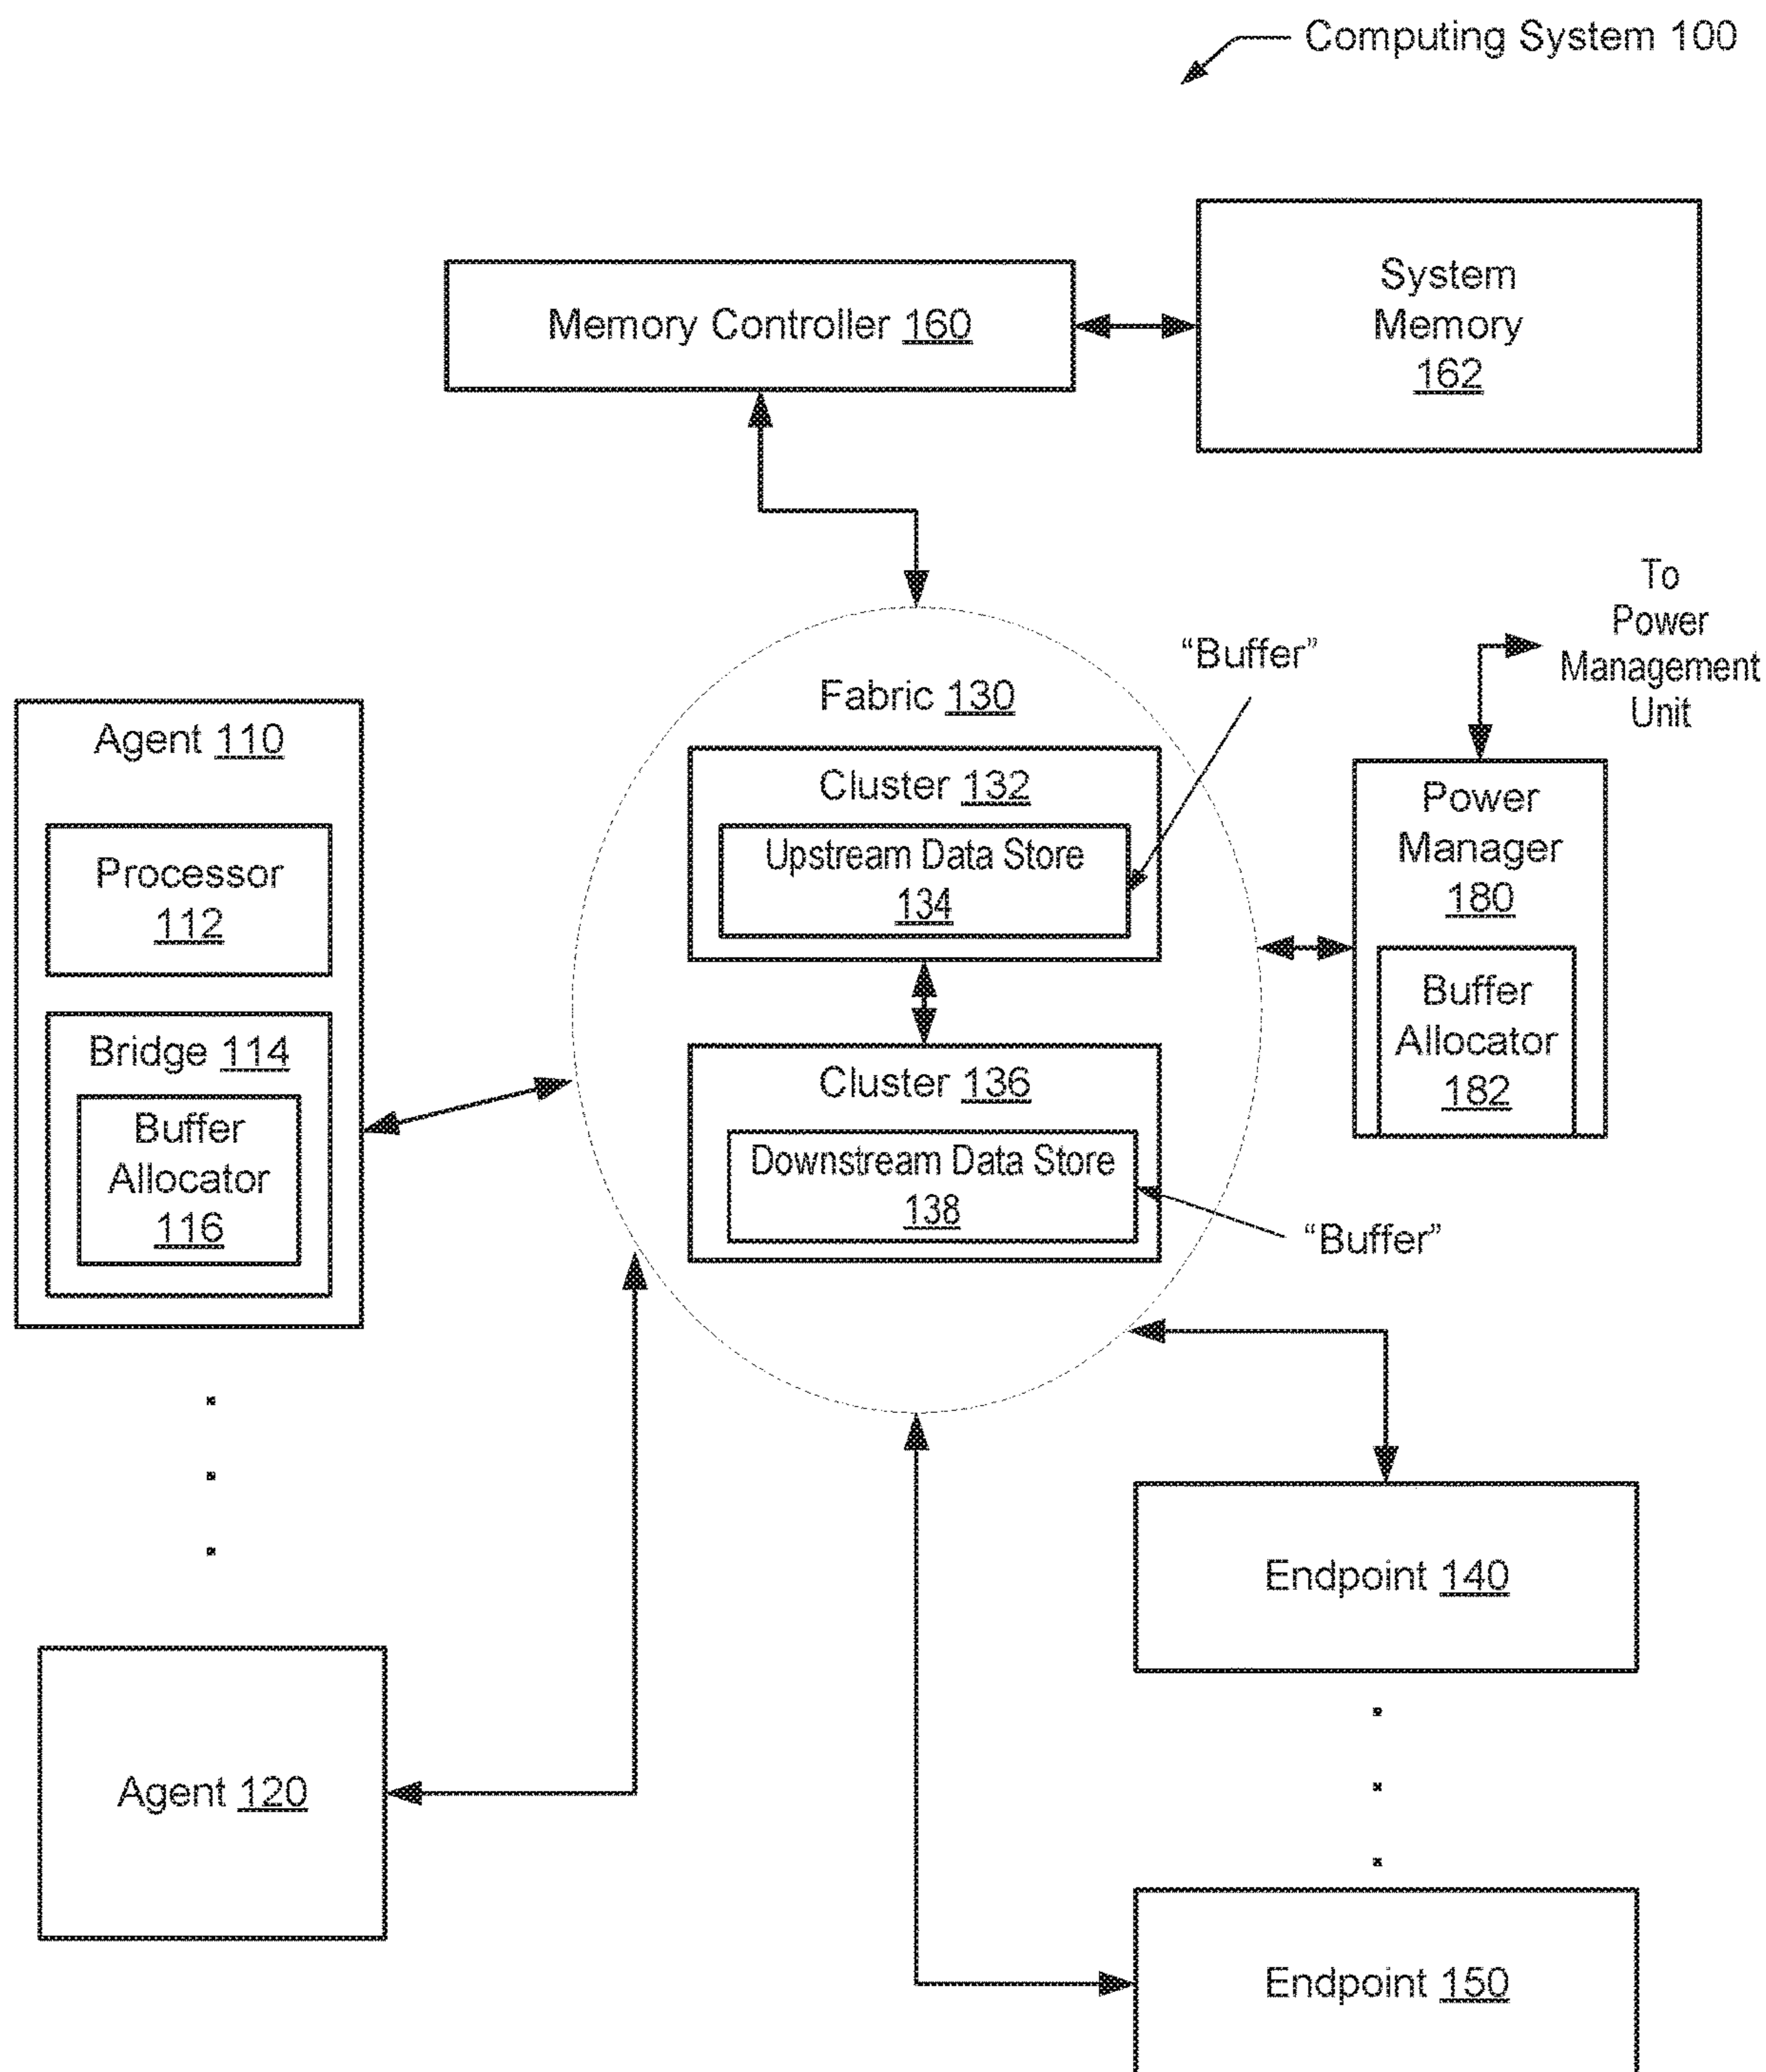 Computing System 100
System
Memory
162
Memory Controller 160
To
Power
Management
Unit
"Buffer"
Fabric 130
Agent 110
Cluster 132
Upstream Data Store
134
Power
Manager
180
Processor
112
Buffer
Allocator
182
Bridge 114
Buffer
Allocator
116
Cluster 136
Downstream Data Store
138
"Buffer"
Endpoint 140
Agent 120
Endpoint 150